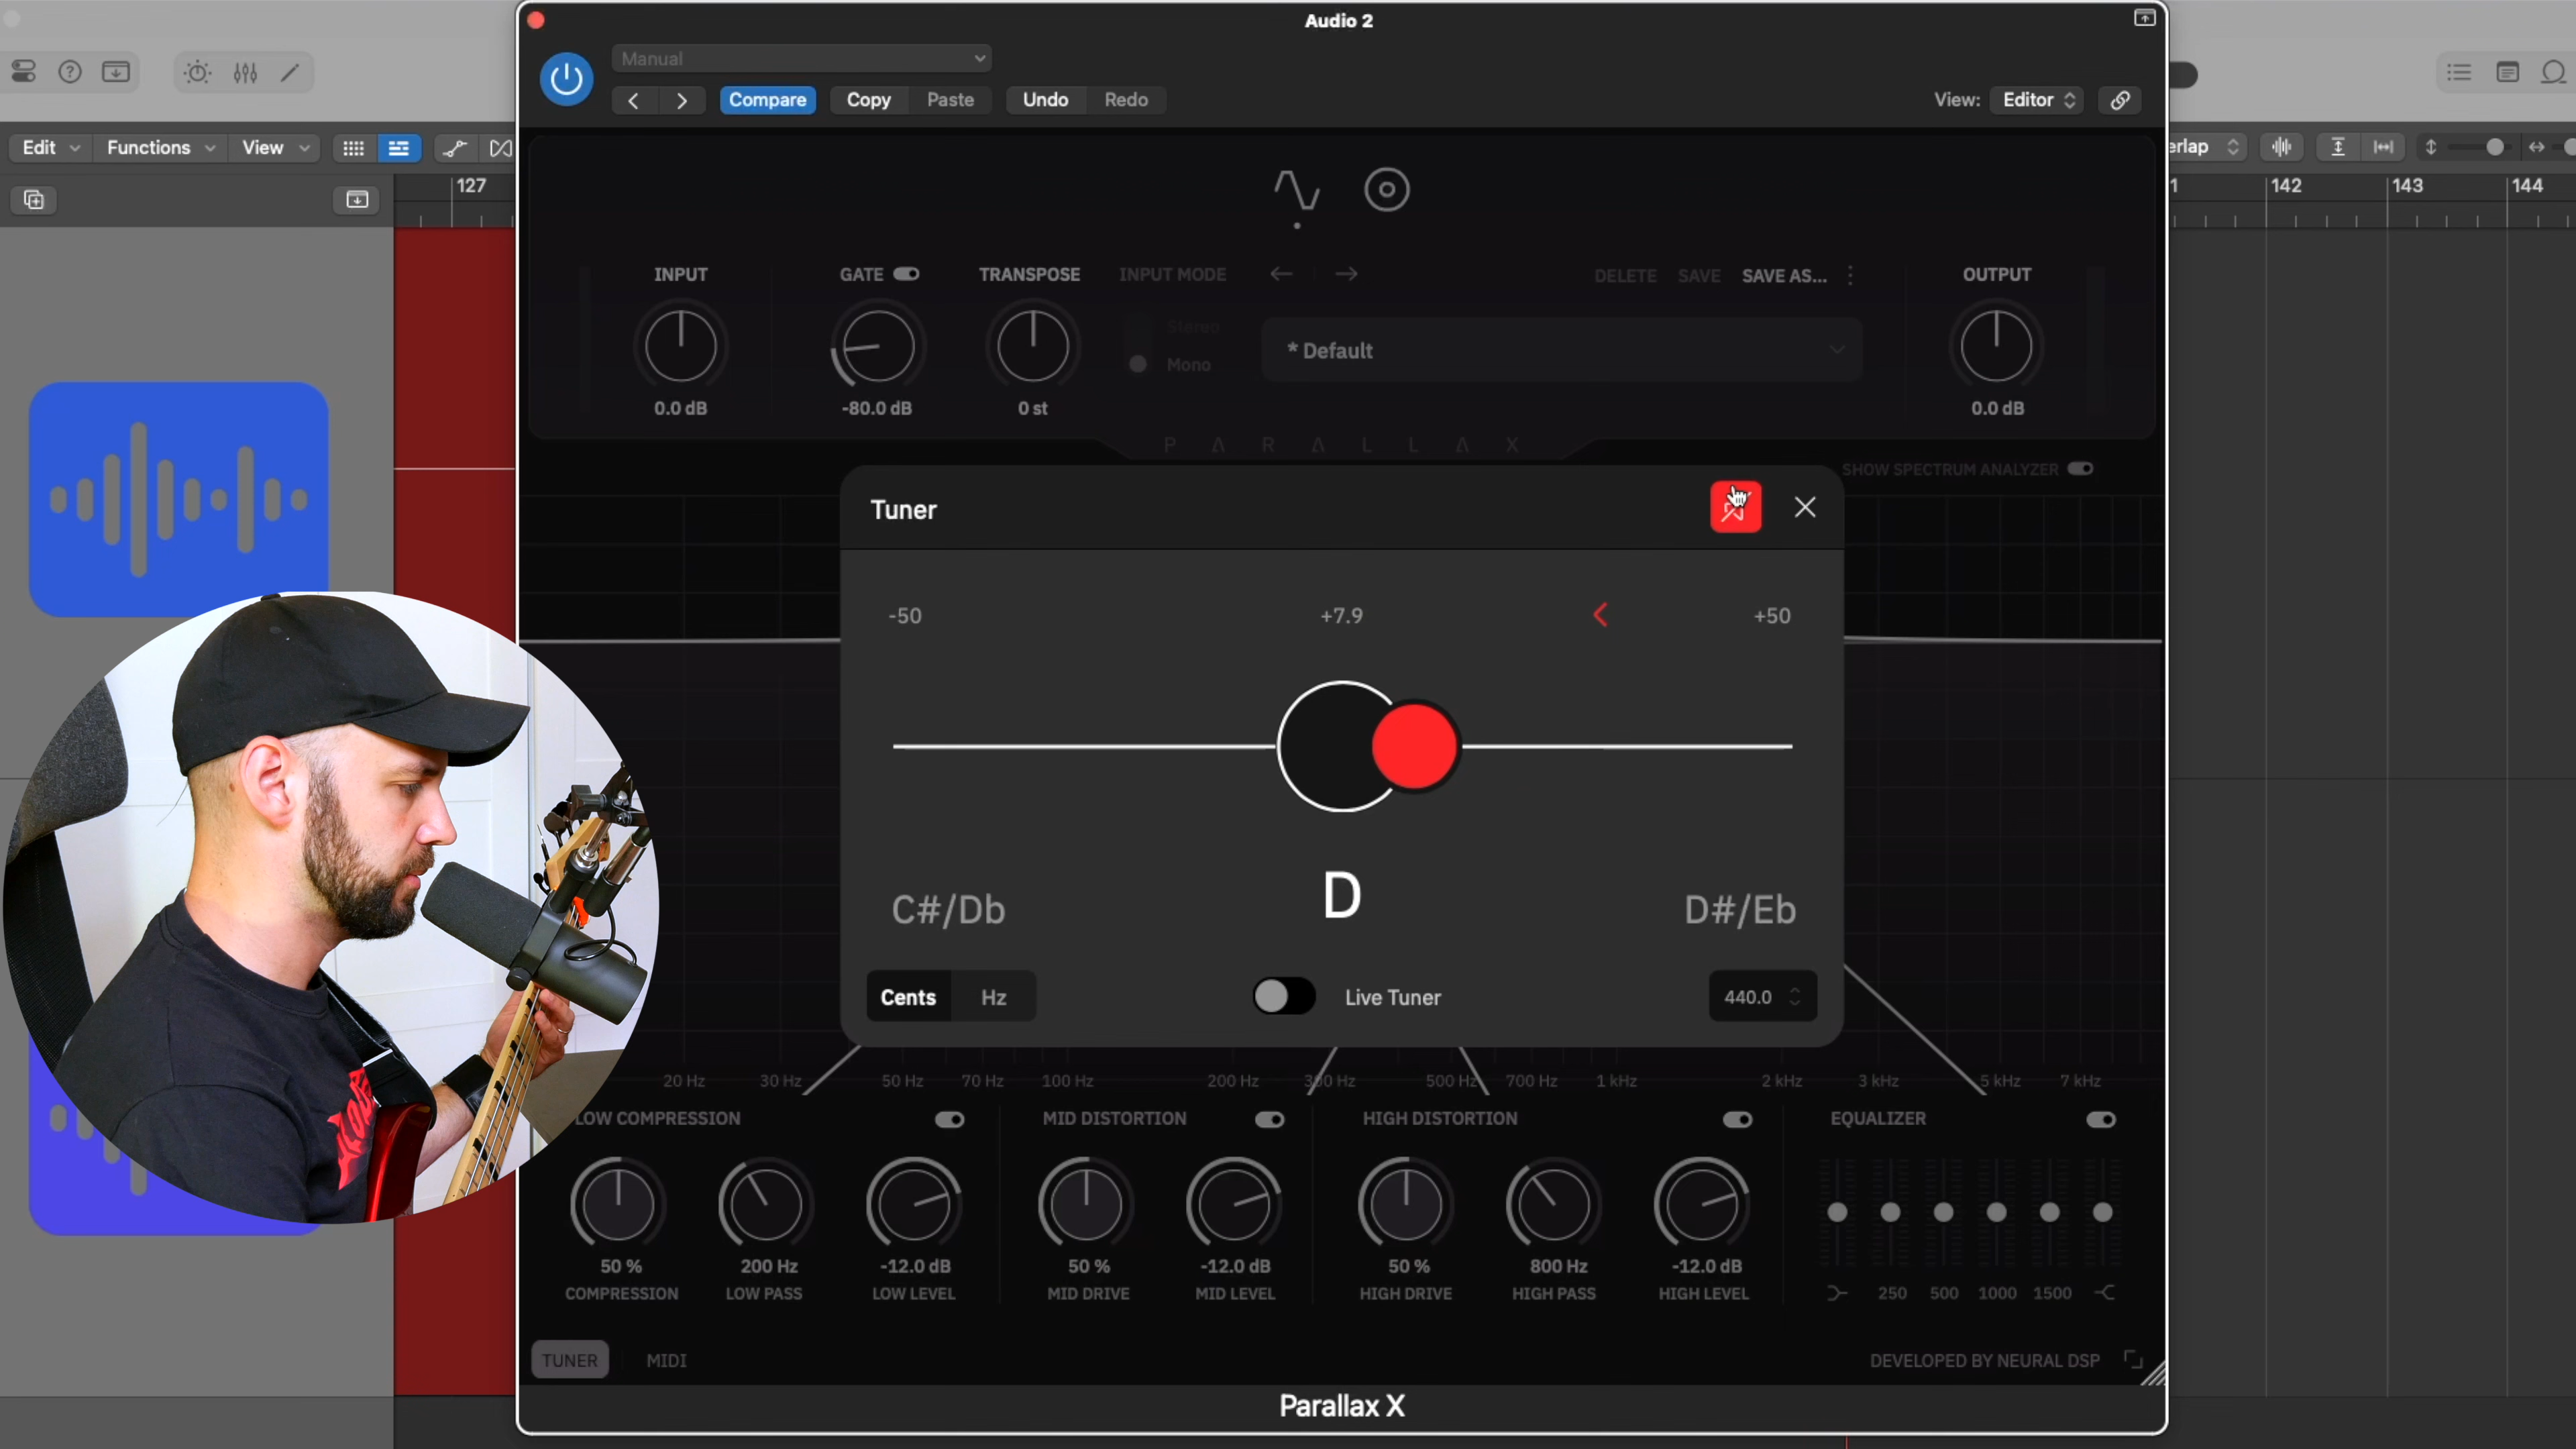 Audio 2
Manual
Compare
Copy
Paste
Undo
Redo
View:
Editor
Edit
Functions
View
erlap
127
1
142
143
144
INPUT
GATE
TRANSPOSE
INPUT MODE
DELETE
SAVE
SAVE AS...
OUTPUT
Stereo
Mono
* Default
0.0 dB
-80.0 dB
0 st
0.0 dB
PARALLAX
SHOW SPECTRUM ANALYZER
Tuner
-50
+7.9
+50
C#/Db
D
D#/Eb
Cents
Hz
Live Tuner
440.0
20 Hz
30 Hz
50 Hz
70 Hz
100 Hz
200 Hz
300 Hz
500 Hz
700 Hz
1 kHz
2 kHz
3 kHz
5 kHz
7 kHz
LOW COMPRESSION
MID DISTORTION
HIGH DISTORTION
EQUALIZER
50 %
200 Hz
-12.0 dB
50 %
-12.0 dB
50 %
800 Hz
-12.0 dB
COMPRESSION
LOW PASS
LOW LEVEL
MID DRIVE
MID LEVEL
HIGH DRIVE
HIGH PASS
HIGH LEVEL
250
500
1000
1500
TUNER
MIDI
DEVELOPED BY NEURAL DSP
Parallax X